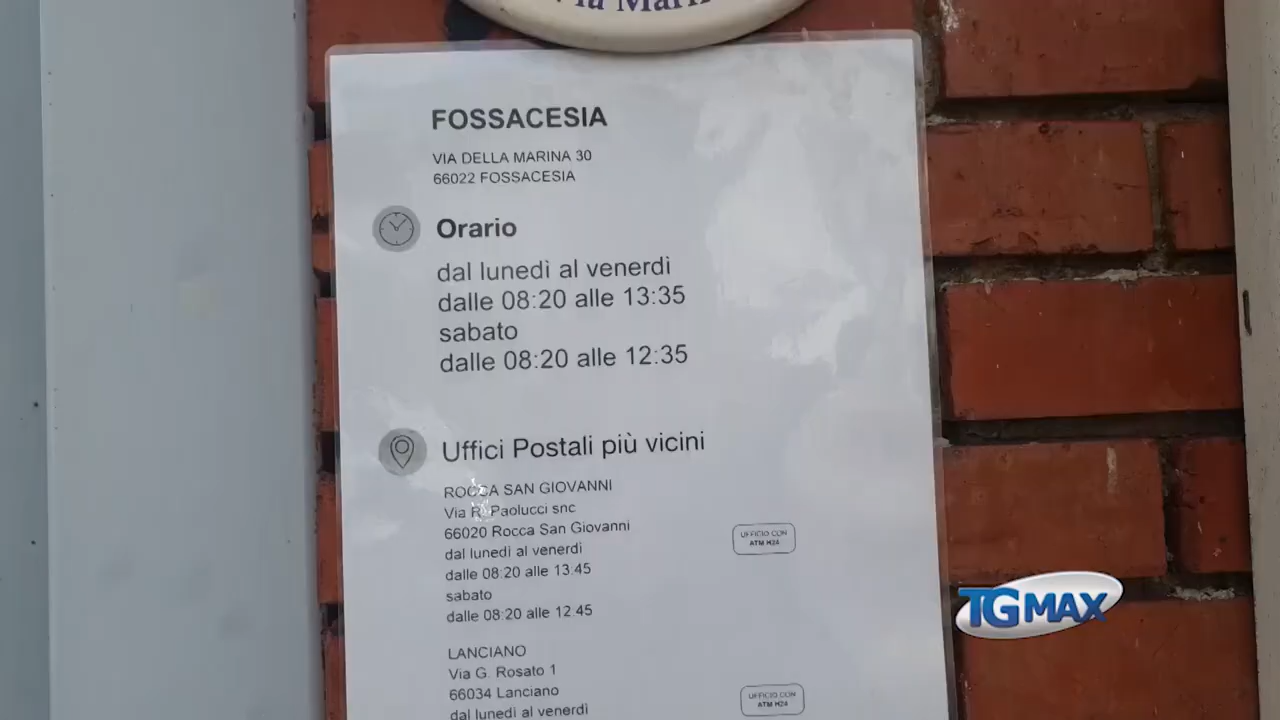 FOSSACESIA
VIA DELLA MARINA 30
66022 FOSSACESIA
Orario
dal lunedì al venerdì
dalle 08:20 alle 13:35
sabato
dalle 08:20 alle 12:35
Uffici Postali più vicini
ROCCA SAN GIOVANNI
Via R. Paolucci snc
66020 Rocca San Giovanni
dal lunedì al venerdì
dalle 08:20 alle 13:45
sabato
dalle 08:20 alle 12:45
UFFICIO CON
ATM H24
LANCIANO
Via G. Rosato 1
66034 Lanciano
dal lunedì al venerdì
UFFICIO CON
ATM H24
TGMAX